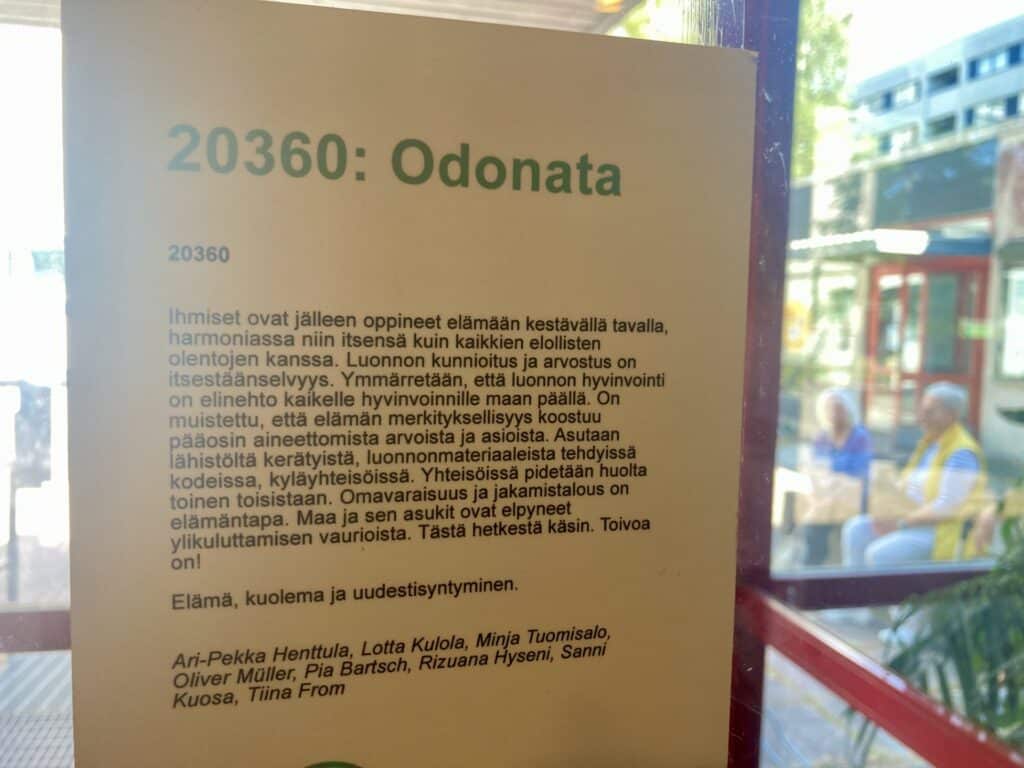 20360: Odonata
20360
Ihmiset ovat jälleen oppineet elämään kestävällä tavalla,
harmoniassa niin itsensä kuin kaikkien elollisten
olentojen kanssa. Luonnon kunnioitus ja arvostus on
itsestäänselvyys. Ymmärretään, että luonnon hyvinvointi
on elinehto kaikelle hyvinvoinnille maan päällä. On
muistettu, että elämän merkityksellisyys koostuu
pääosin aineettomista arvoista ja asioista. Asutaan
lähistöltä kerätyistä, luonnonmateriaaleista tehdyissä
kodeissa, kyläyhteisöissä. Yhteisöissä pidetään huolta
toinen toisistaan. Omavaraisuus ja jakamistalous on
elämäntapa. Maa ja sen asukit ovat elpyneet
ylikuluttamisen vaurioista. Tästä hetkestä käsin. Toivoa
on!
Elämä, kuolema ja uudestisyntyminen.
Ari-Pekka Henttula, Lotta Kulola, Minja Tuomisalo,
Oliver Müller, Pia Bartsch, Rizuana Hyseni, Sanni
Kuosa, Tiina From